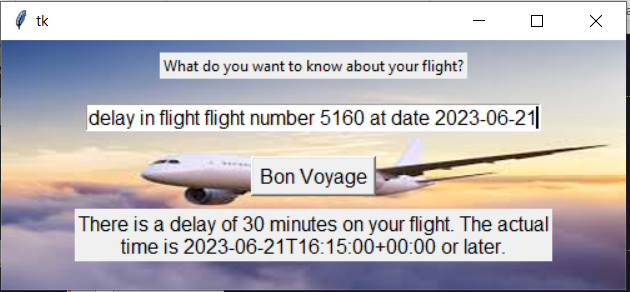 tk
What do you want to know about your flight?
delay in flight flight number 5160 at date 2023-06-21
Bon Voyage
There is a delay of 30 minutes on your flight. The actual
time is 2023-06-21T16:15:00+00:00 or later.